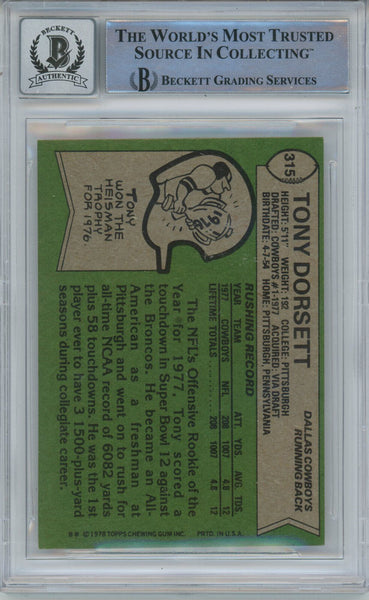 BECKETT
B
AUTHENTIC
THE WORLD'S MOST TRUSTED
SOURCE IN COLLECTING™
B BECKETT GRADING SERVICES
315
TONY DORSETT
DALLAS COWBOYS
RUNNING BACK
HEIGHT: 5'11" WEIGHT: 192 COLLEGE: PITTSBURGH
DRAFTED: COWBOYS #1-1977 ACQUIRED: VIA DRAFT
BIRTHDATE: 4-7-54 HOME: PITTSBURGH, PENNSYLVANIA
RUSHING RECORD
YEAR TEAM ATT. YDS. AVG. TDS.
1977 COWBOYS NFL 208 1007 4.8 12
LIFETIME TOTALS 208 1007 4.8 12
1976
TONY
WON THE
HEISMAN
TROPHY
FOR 1976.
The NFL's Offensive Rookie of the
Year for 1977, Tony scored a
touchdown in Super Bowl 12 against
the Broncos. He became an All-
American as a freshman at
Pittsburgh and went on to rush for
all-time NCAA record of 6082 yards
plus 58 touchdowns. He was the 1st
player ever to have 3 1500-plus-yard
seasons during collegiate career.
©1978 TOPPS CHEWING GUM, INC. PRTD. IN U.S.A.